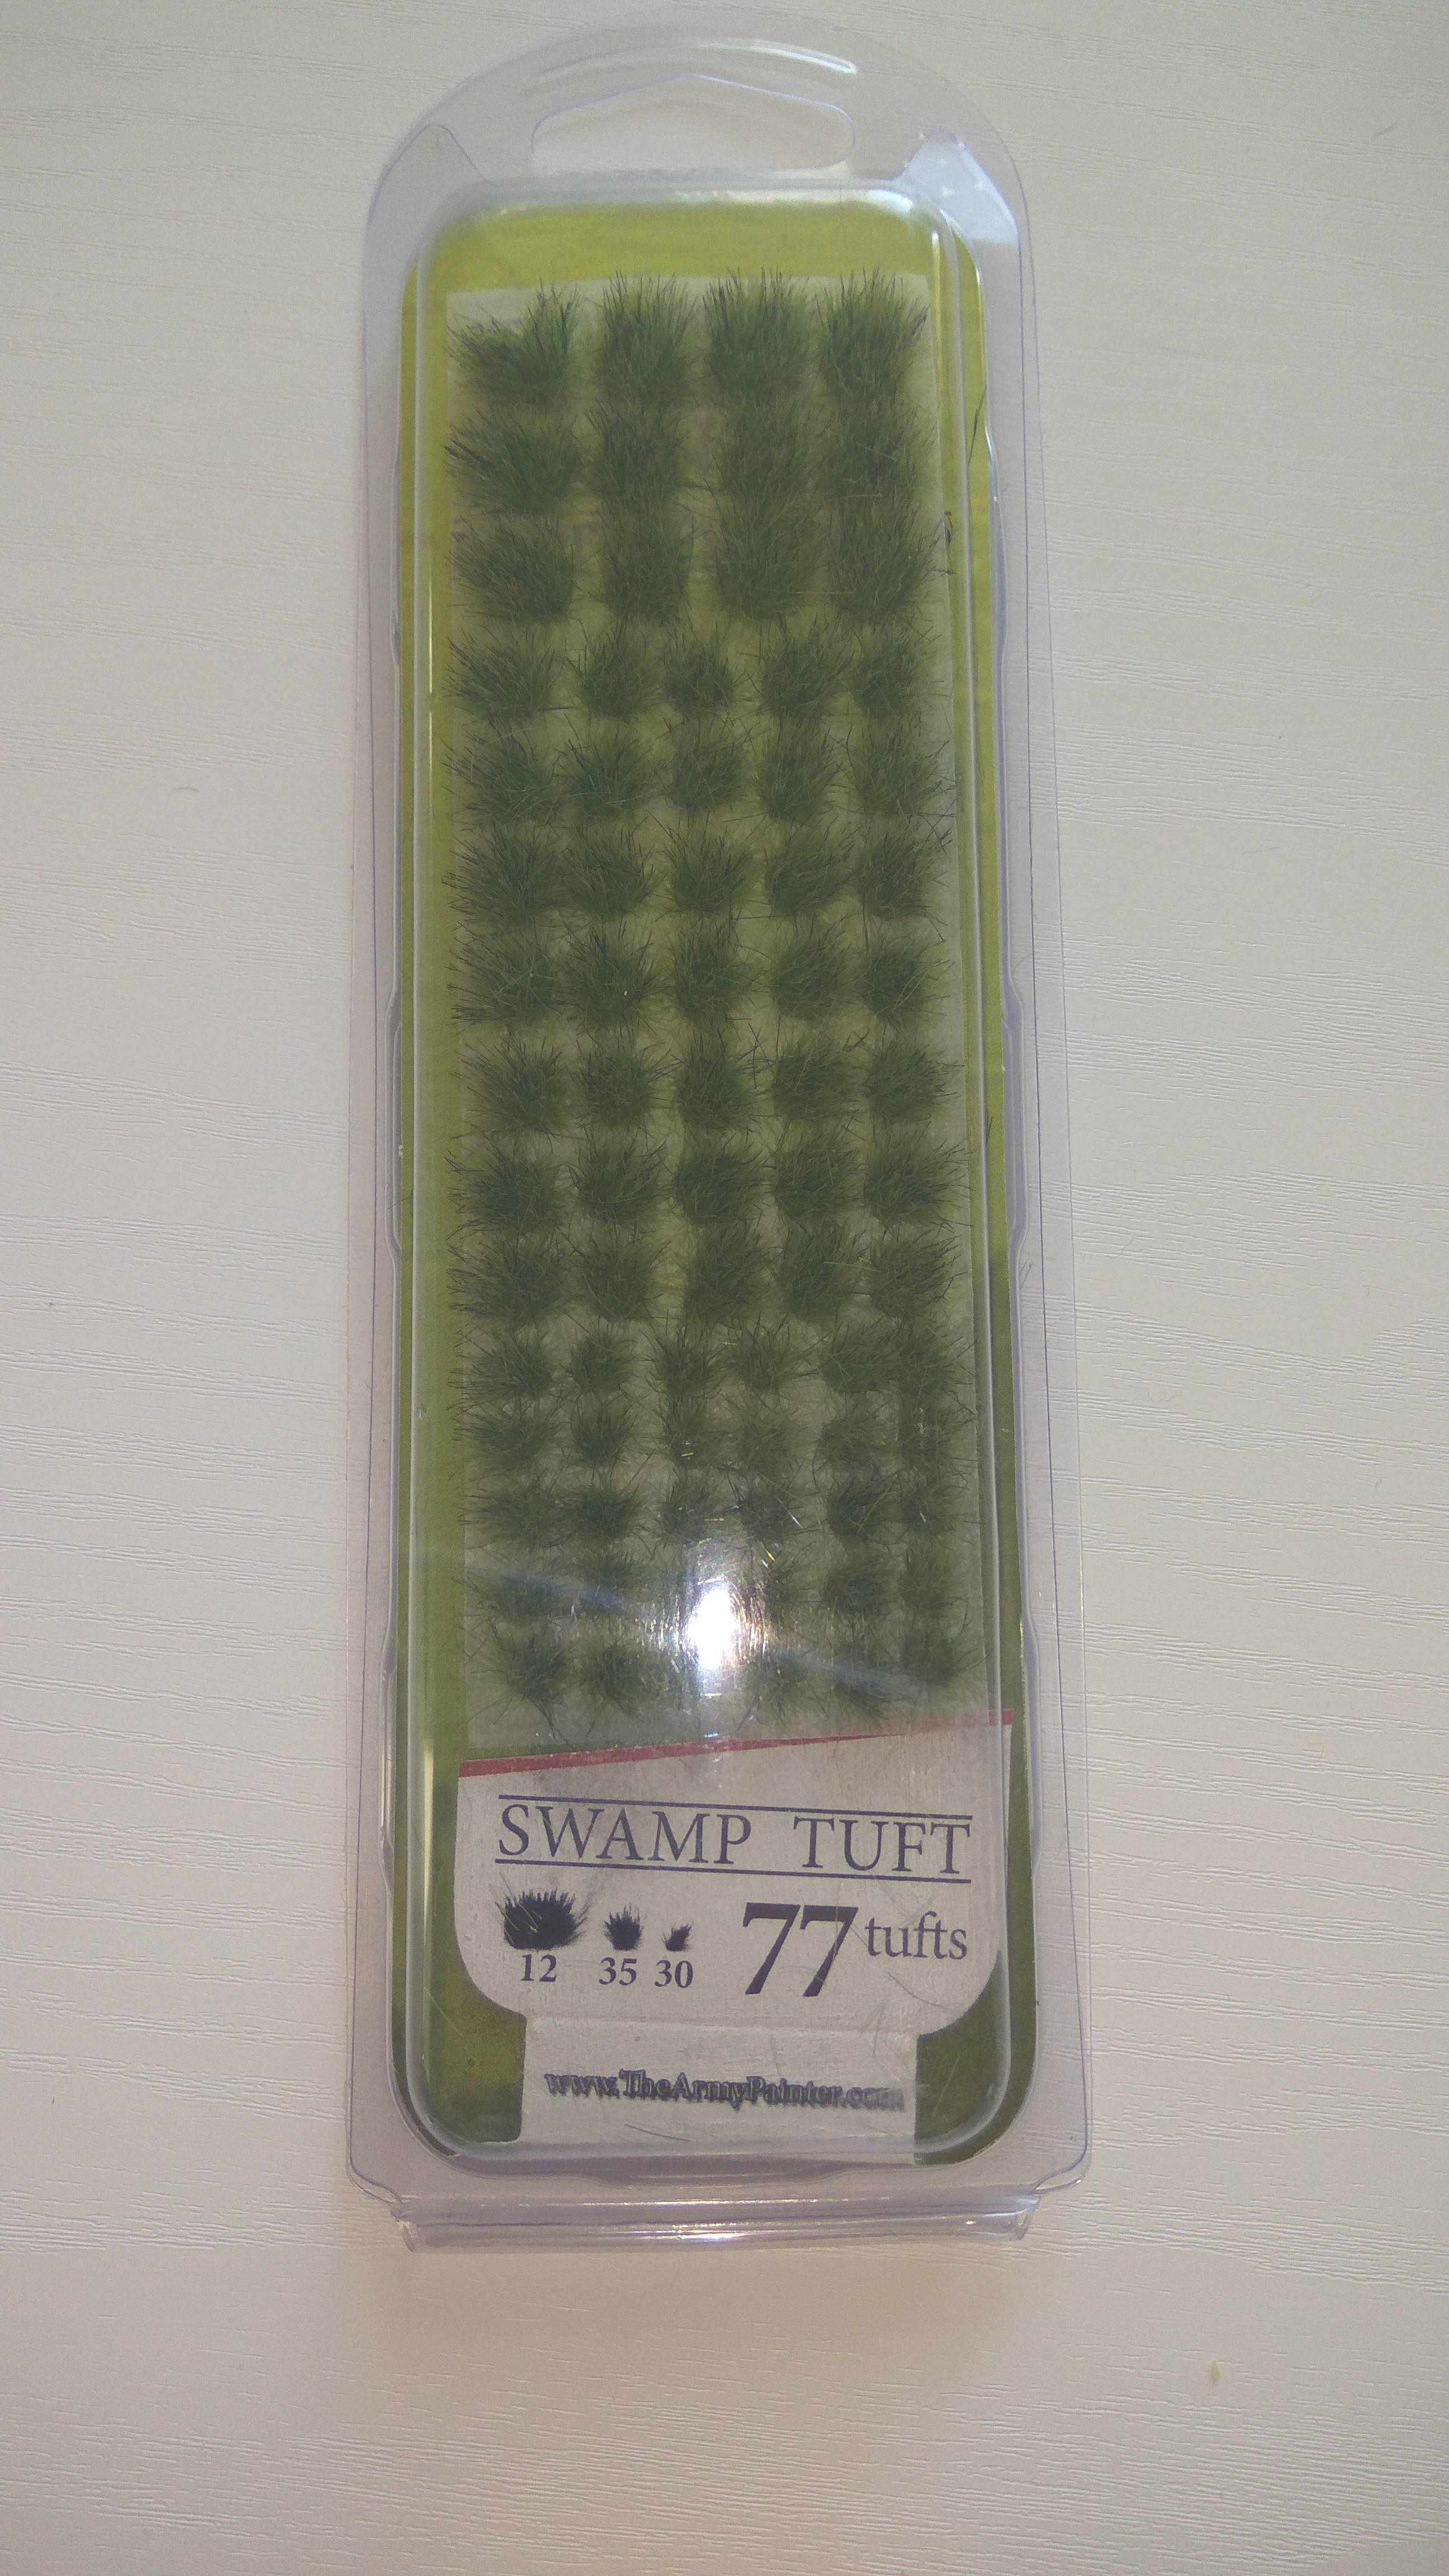 SWAMP TUFT
12 35 30 77 tufts
www.TheArmyPainter.com